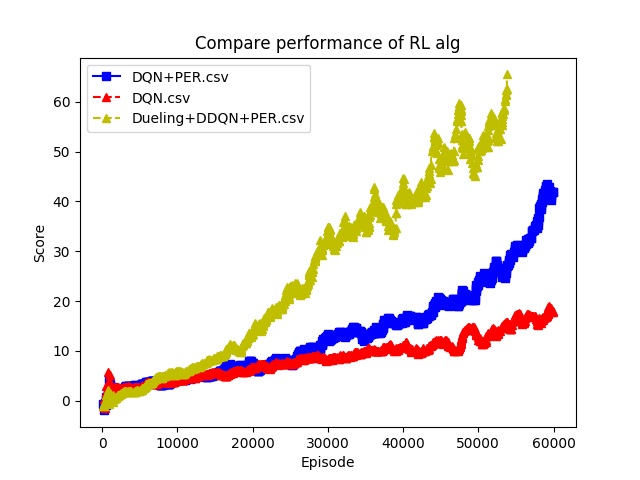 Compare performance of RL alg
DQN+PER.csv
DQN.csv
Dueling+DDQN+PER.csv
60
50
40
30
20
10
0
Score
0 10000 20000 30000 40000 50000 60000
Episode